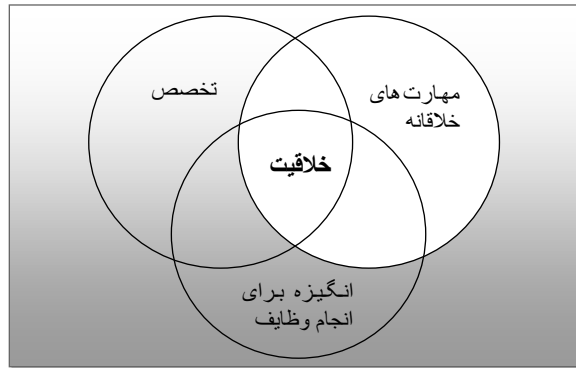 مهارت‌های
خلاقانه
تخصص
خلاقیت
انگیزه برای
انجام وظایف